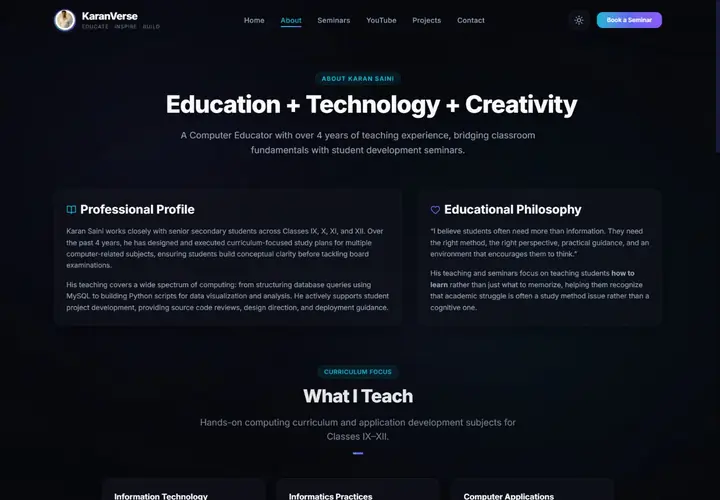 KaranVerse
EDUCATE · INSPIRE · BUILD
Home
About
Seminars
YouTube
Projects
Contact
Book a Seminar
ABOUT KARAN SAINI
Education + Technology + Creativity
A Computer Educator with over 4 years of teaching experience, bridging classroom
fundamentals with student development seminars.
Professional Profile
Karan Saini works closely with senior secondary students across Classes IX, X, XI, and XII. Over
the past 4 years, he has designed and executed curriculum-focused study plans for multiple
computer-related subjects, ensuring students build conceptual clarity before tackling board
examinations.
His teaching covers a wide spectrum of computing: from structuring database queries using
MySQL to building Python scripts for data visualization and analysis. He actively supports student
project development, providing source code reviews, design direction, and deployment guidance.
Educational Philosophy
"I believe students often need more than information. They need
the right method, the right perspective, practical guidance, and an
environment that encourages them to think."
His teaching and seminars focus on teaching students how to
learn rather than just what to memorize, helping them recognize
that academic struggle is often a study method issue rather than a
cognitive one.
CURRICULUM FOCUS
What I Teach
Hands-on computing curriculum and application development subjects for
Classes IX–XII.
Information Technology
Informatics Practices
Computer Applications